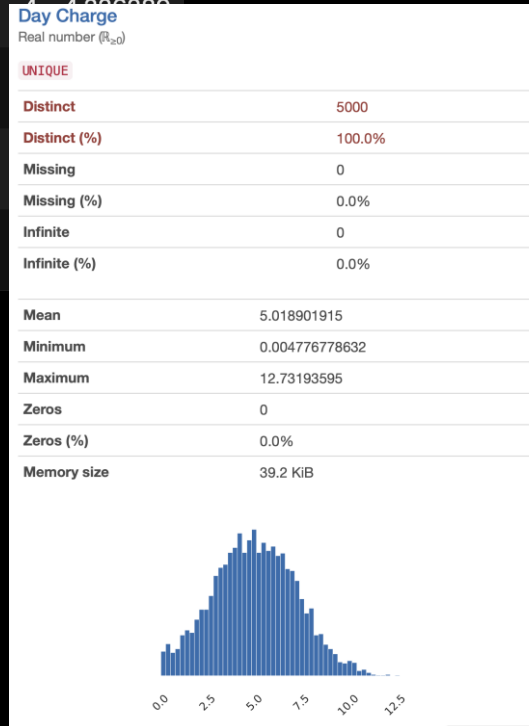 Day Charge
Real number (ℝ≥0)
UNIQUE
Distinct 5000
Distinct (%) 100.0%
Missing 0
Missing (%) 0.0%
Infinite 0
Infinite (%) 0.0%
Mean 5.018901915
Minimum 0.004776778632
Maximum 12.73193595
Zeros 0
Zeros (%) 0.0%
Memory size 39.2 KiB
0.0 2.5 5.0 7.5 10.0 12.5